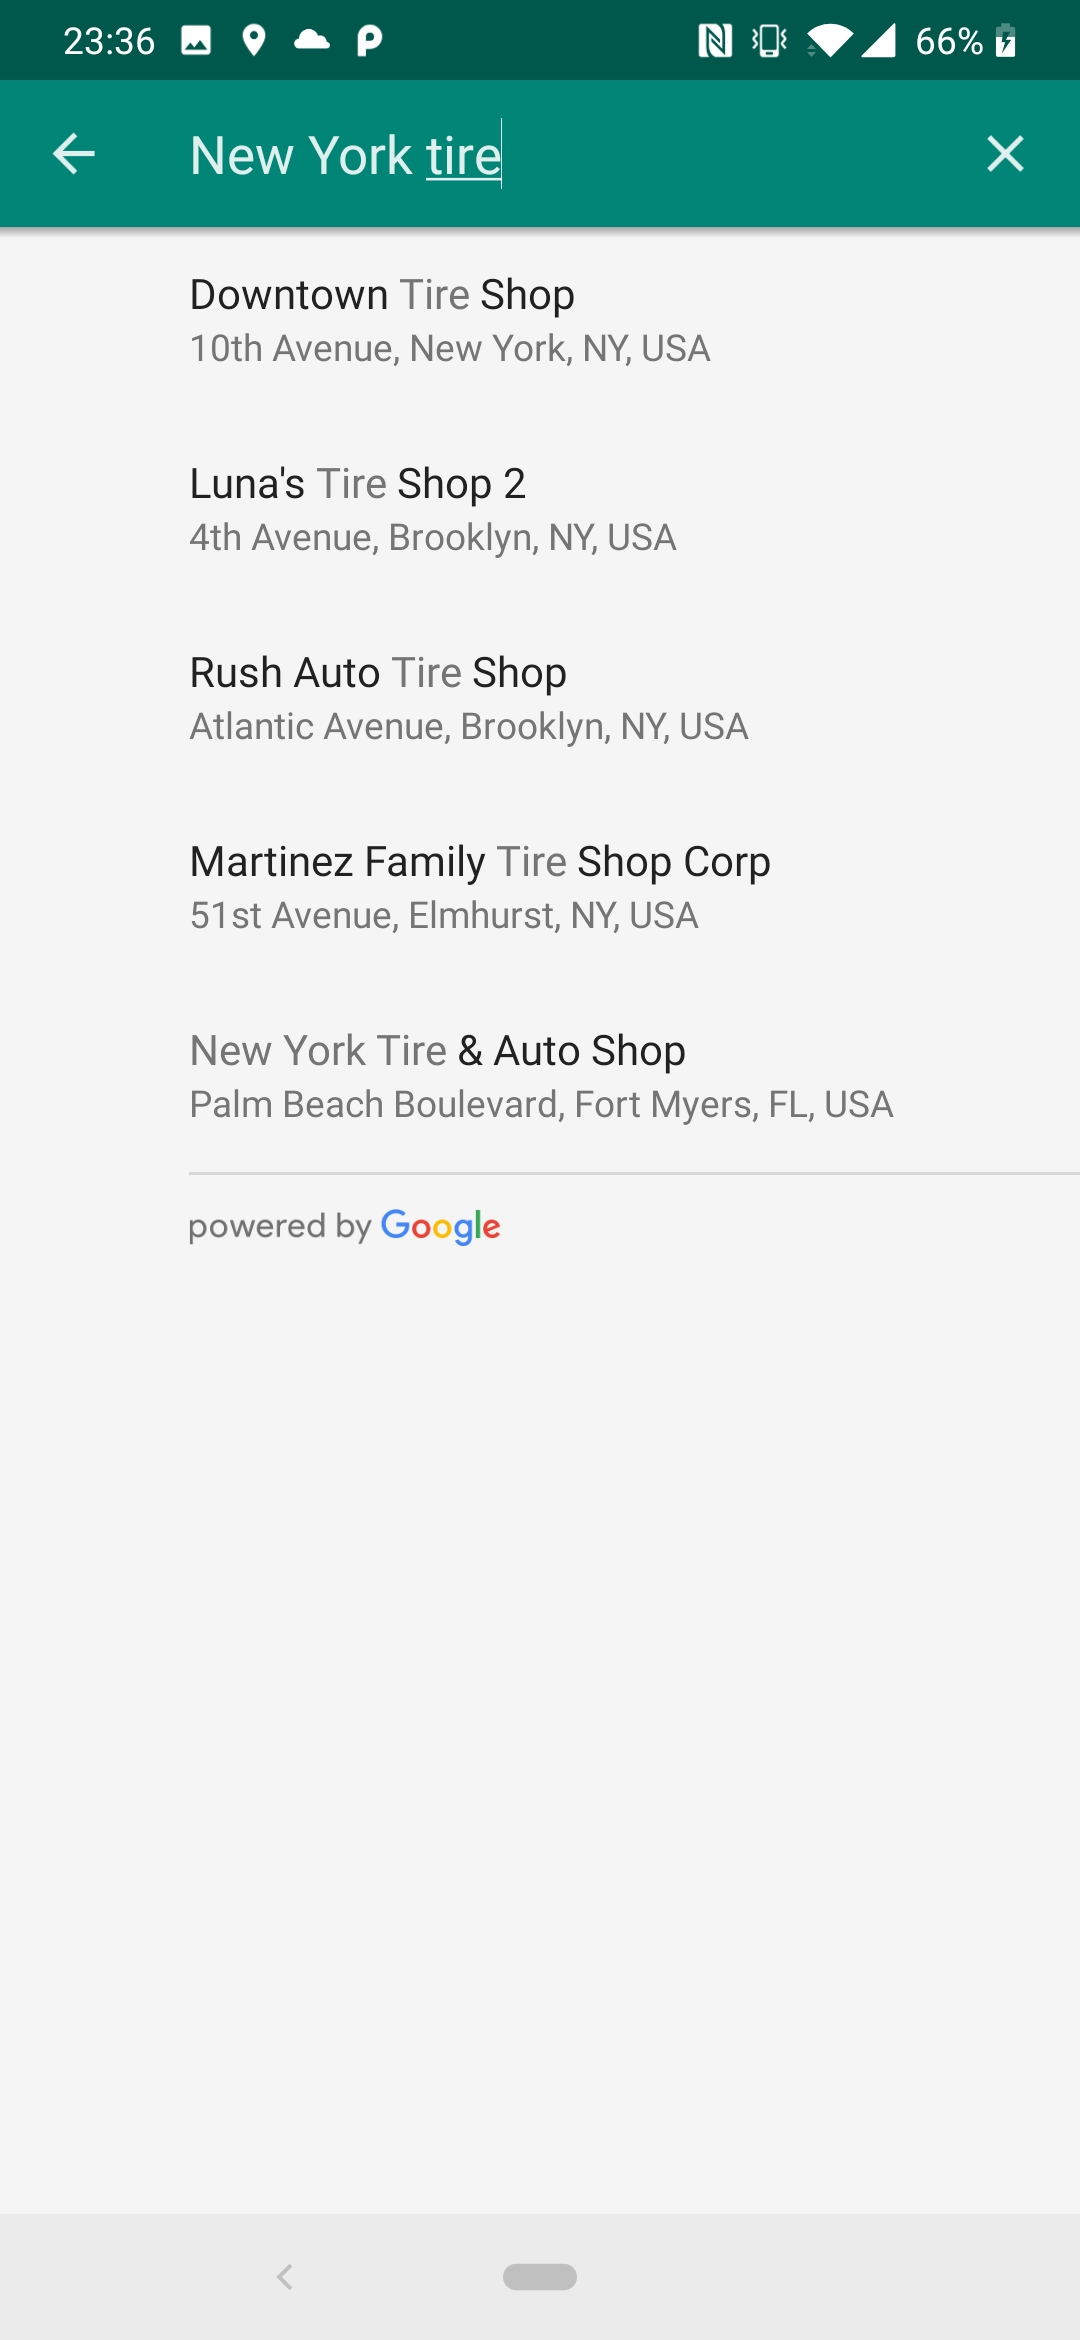 23:36 66%
New York tire
Downtown Tire Shop
10th Avenue, New York, NY, USA
Luna's Tire Shop 2
4th Avenue, Brooklyn, NY, USA
Rush Auto Tire Shop
Atlantic Avenue, Brooklyn, NY, USA
Martinez Family Tire Shop Corp
51st Avenue, Elmhurst, NY, USA
New York Tire & Auto Shop
Palm Beach Boulevard, Fort Myers, FL, USA
powered by Google